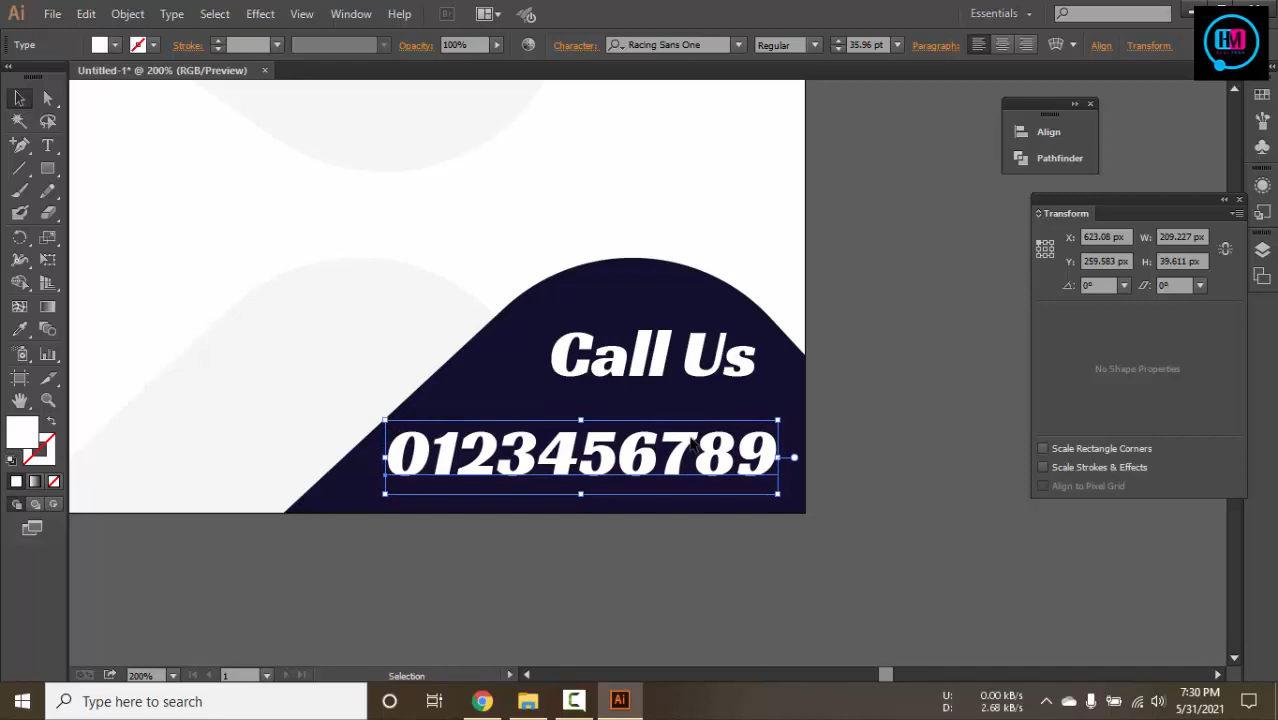 Ai File Edit Object Type Select Effect View Window Help Br Essentials
Type Stroke: Opacity: 100% Character: Racing Sans One Regular 35.96 pt Paragraph: Align Transform
HM
Untitled-1* @ 200% (RGB/Preview) ×
Align
Pathfinder
Transform
X: 623.08 px W: 209.227 px
Y: 259.583 px H: 39.611 px
0° 0°
No Shape Properties
Scale Rectangle Corners
Scale Strokes & Effects
Align to Pixel Grid
Call Us
0123456789
200% 1 Selection
Type here to search
Ai
U: 0.00 kB/s
D: 2.68 kB/s
7:30 PM
5/31/2021